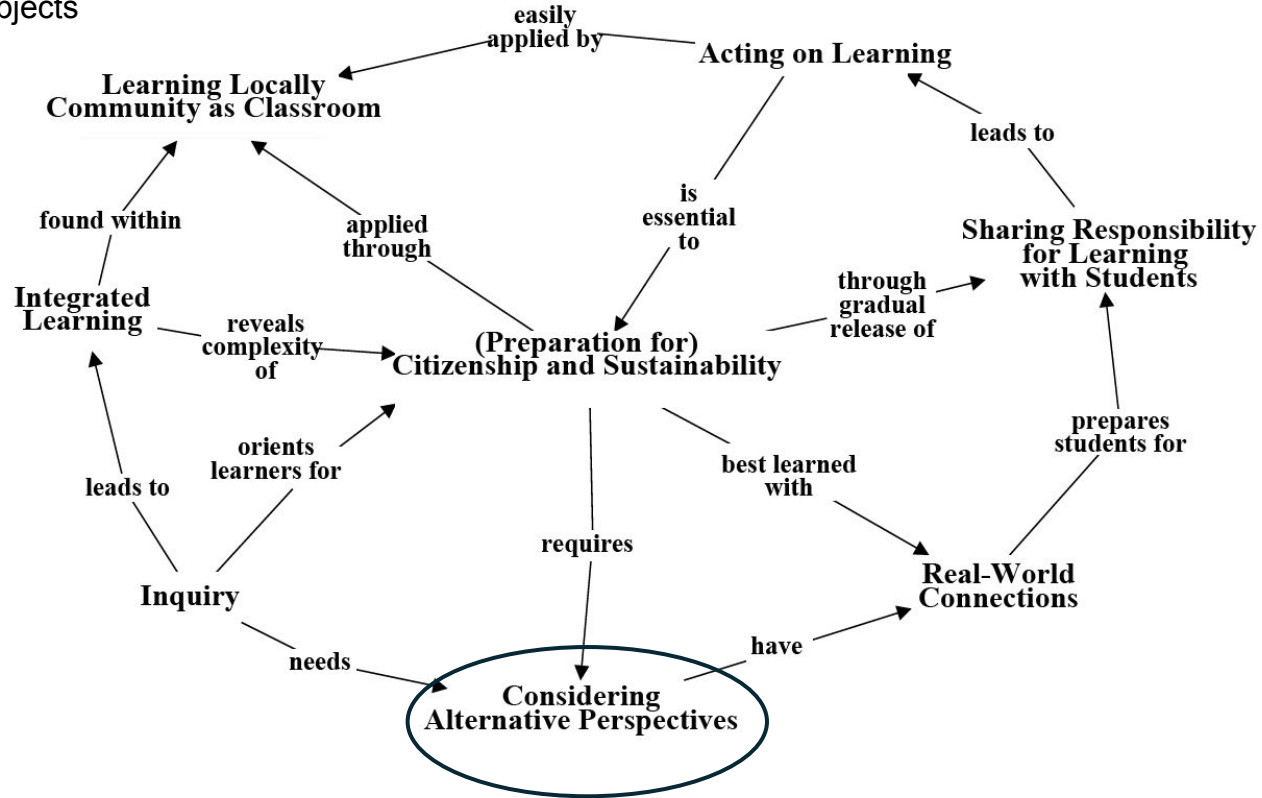 bjects
easily
applied by
Acting on Learning
Learning Locally
Community as Classroom
leads to
is
essential
to
found within
applied
through
Sharing Responsibility
for Learning
with Students
through
gradual
release of
Integrated
Learning
reveals
complexity
of
(Preparation for)
Citizenship and Sustainability
prepares
students for
orients
learners for
best learned
with
leads to
requires
Real-World
Connections
Inquiry
have
needs
Considering
Alternative Perspectives